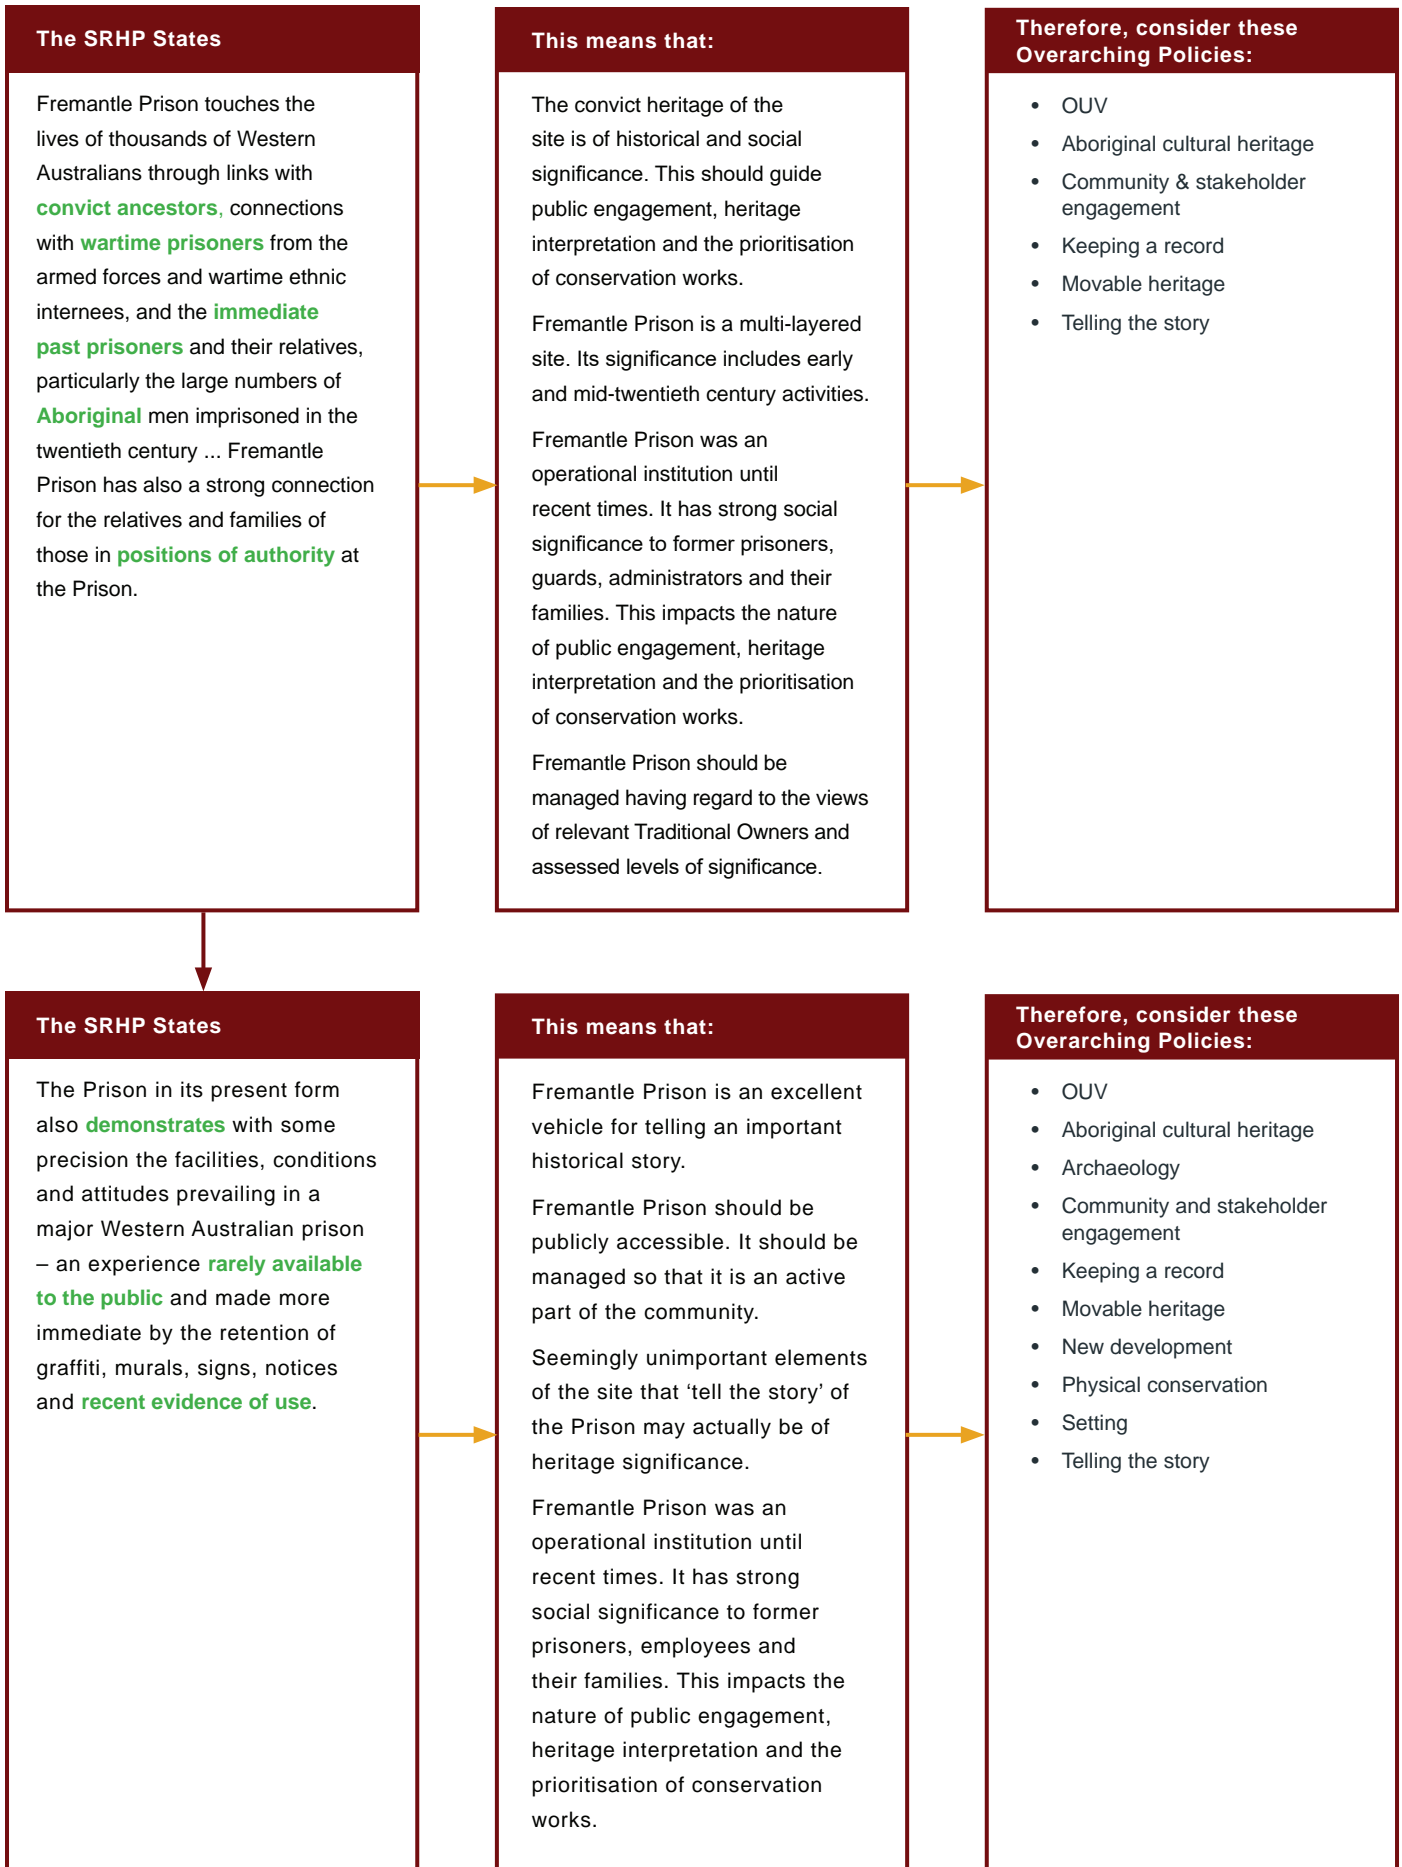 The SRHP States
Fremantle Prison touches the
lives of thousands of Western
Australians through links with
convict ancestors, connections
with wartime prisoners from the
armed forces and wartime ethnic
internees, and the immediate
past prisoners and their relatives,
particularly the large numbers of
Aboriginal men imprisoned in the
twentieth century ... Fremantle
Prison has also a strong connection
for the relatives and families of
those in positions of authority at
the Prison.
This means that:
The convict heritage of the
site is of historical and social
significance. This should guide
public engagement, heritage
interpretation and the prioritisation
of conservation works.
Fremantle Prison is a multi-layered
site. Its significance includes early
and mid-twentieth century activities.
Fremantle Prison was an
operational institution until
recent times. It has strong social
significance to former prisoners,
guards, administrators and their
families. This impacts the nature
of public engagement, heritage
interpretation and the prioritisation
of conservation works.
Fremantle Prison should be
managed having regard to the views
of relevant Traditional Owners and
assessed levels of significance.
Therefore, consider these
Overarching Policies:
• OUV
• Aboriginal cultural heritage
• Community & stakeholder
engagement
• Keeping a record
• Movable heritage
• Telling the story
The SRHP States
The Prison in its present form
also demonstrates with some
precision the facilities, conditions
and attitudes prevailing in a
major Western Australian prison
– an experience rarely available
to the public and made more
immediate by the retention of
graffiti, murals, signs, notices
and recent evidence of use.
This means that:
Fremantle Prison is an excellent
vehicle for telling an important
historical story.
Fremantle Prison should be
publicly accessible. It should be
managed so that it is an active
part of the community.
Seemingly unimportant elements
of the site that ‘tell the story’ of
the Prison may actually be of
heritage significance.
Fremantle Prison was an
operational institution until
recent times. It has strong
social significance to former
prisoners, employees and
their families. This impacts the
nature of public engagement,
heritage interpretation and the
prioritisation of conservation
works.
Therefore, consider these
Overarching Policies:
• OUV
• Aboriginal cultural heritage
• Archaeology
• Community and stakeholder
engagement
• Keeping a record
• Movable heritage
• New development
• Physical conservation
• Setting
• Telling the story